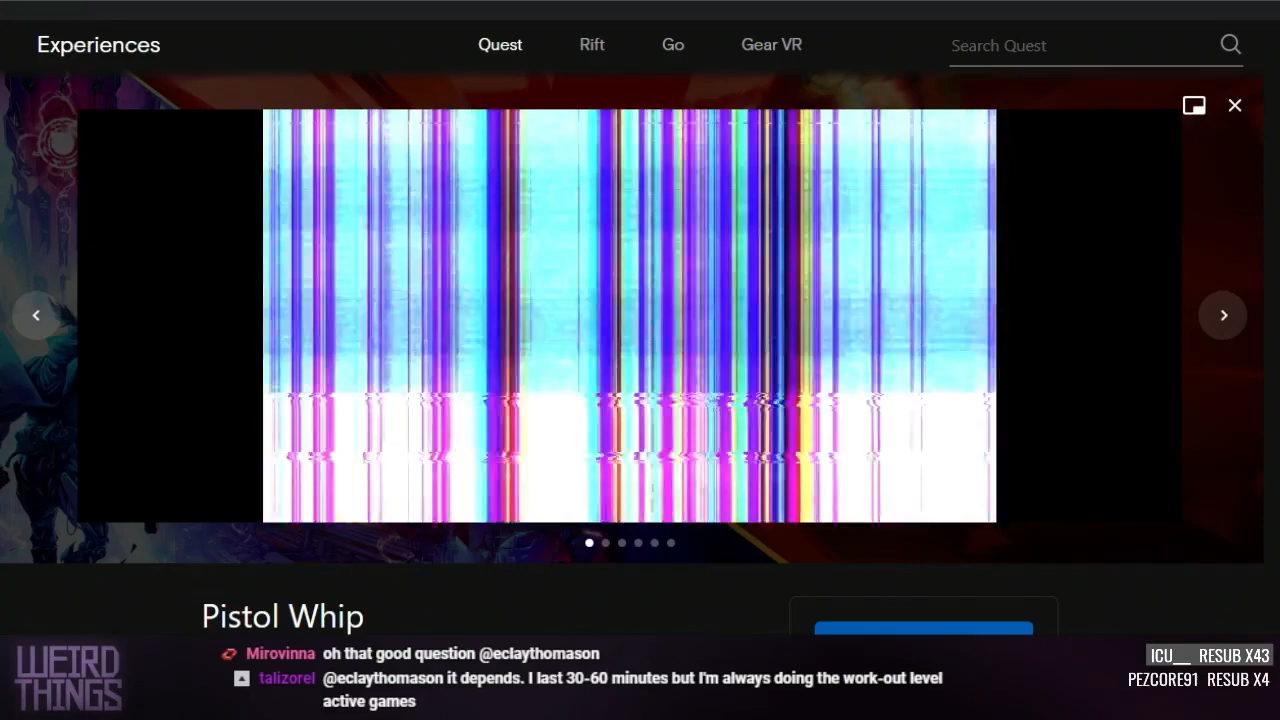 Experiences
Quest
Rift
Go
Gear VR
Search Quest
Pistol Whip
WEIRD
THINGS
Mirovinna oh that good question @eclaythomason
talizorel @eclaythomason it depends. I last 30-60 minutes but I'm always doing the work-out level
active games
ICU__ RESUB X43
PEZCORE91 RESUB X4